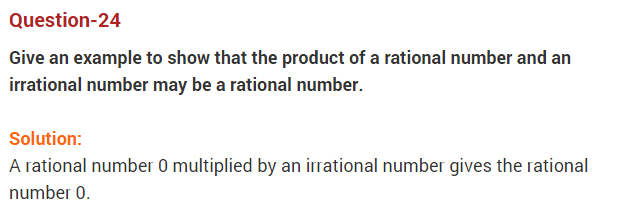 Question-24
Give an example to show that the product of a rational number and an
irrational number may be a rational number.
Solution:
A rational number 0 multiplied by an irrational number gives the rational
number 0.